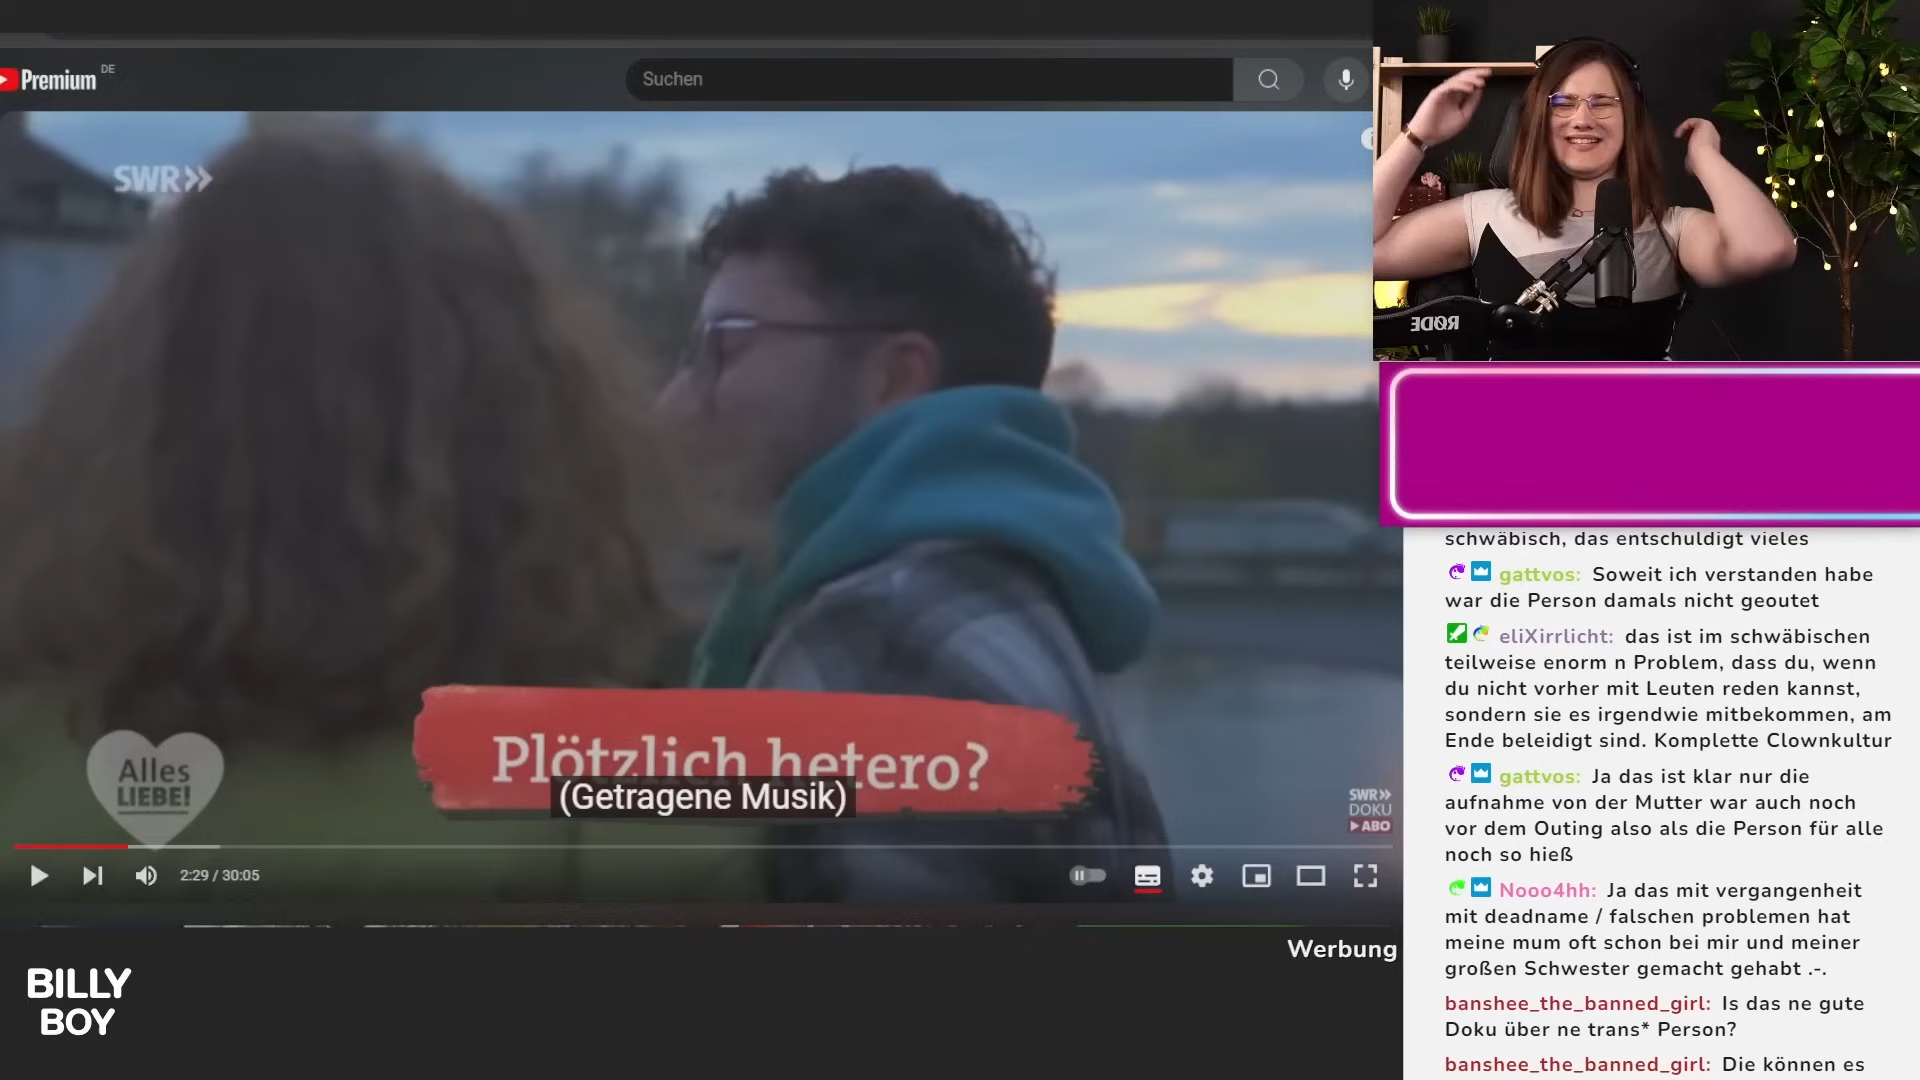 Premium DE
Suchen
SWR»
Plötzlich hetero?
(Getragene Musik)
Alles
LIEBE!
SWR»
DOKU
ABO
2:29 / 30:05
Werbung
BILLY
BOY
RØDE
schwäbisch, das entschuldigt vieles
gattvos: Soweit ich verstanden habe
war die Person damals nicht geoutet
eliXirrlicht: das ist im schwäbischen
teilweise enorm n Problem, dass du, wenn
du nicht vorher mit Leuten reden kannst,
sondern sie es irgendwie mitbekommen, am
Ende beleidigt sind. Komplette Clownkultur
gattvos: Ja das ist klar nur die
aufnahme von der Mutter war auch noch
vor dem Outing also als die Person für alle
noch so hieß
Nooo4hh: Ja das mit vergangenheit
mit deadname / falschen problemen hat
meine mum oft schon bei mir und meiner
großen Schwester gemacht gehabt .-.
banshee_the_banned_girl: Is das ne gute
Doku über ne trans* Person?
banshee_the_banned_girl: Die können es